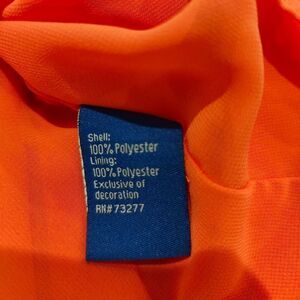 Shell:
100% Polyester
Lining:
100% Polyester
Exclusive of
decoration
RN#73277